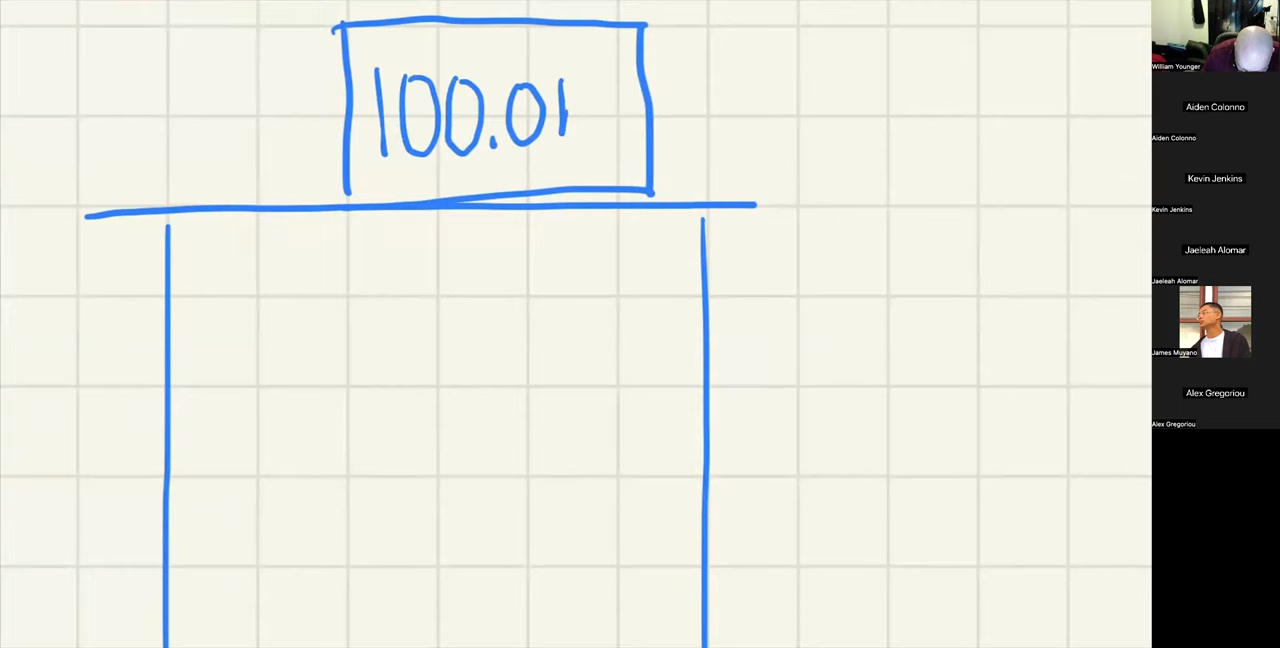 100.01
William Younger
Aiden Colonno
Aiden Colonno
Kevin Jenkins
Kevin Jenkins
Jaeleah Alomar
Jaeleah Alomar
James Muyano
Alex Gregoriou
Alex Gregoriou